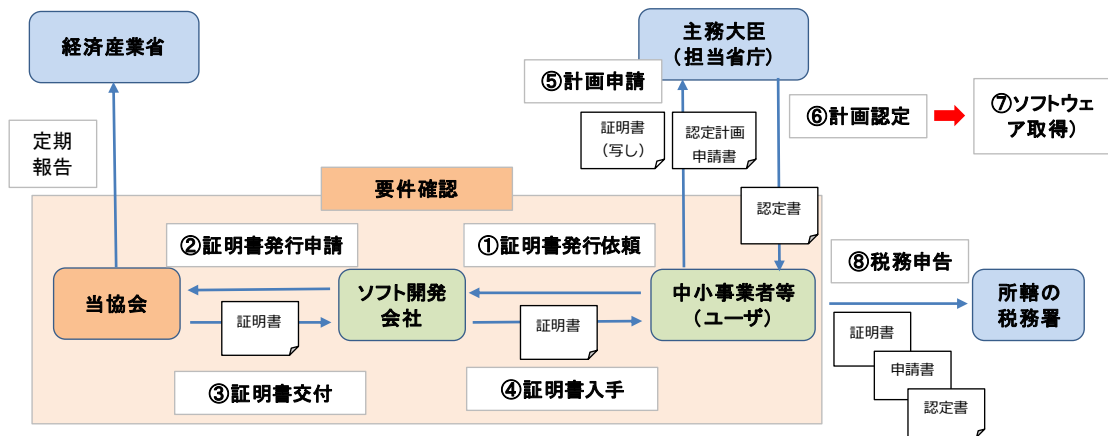 経済産業省
主務大臣
（担当省庁）
⑤計画申請
⑥計画認定
⑦ソフトウェ
ア取得）
定期
報告
証明書
（写し）
認定計画
申請書
要件確認
認定書
②証明書発行申請
①証明書発行依頼
⑧税務申告
当協会
ソフト開発
会社
中小事業者等
（ユーザ）
所轄の
税務署
証明書
証明書
証明書
申請書
認定書
③証明書交付
④証明書入手